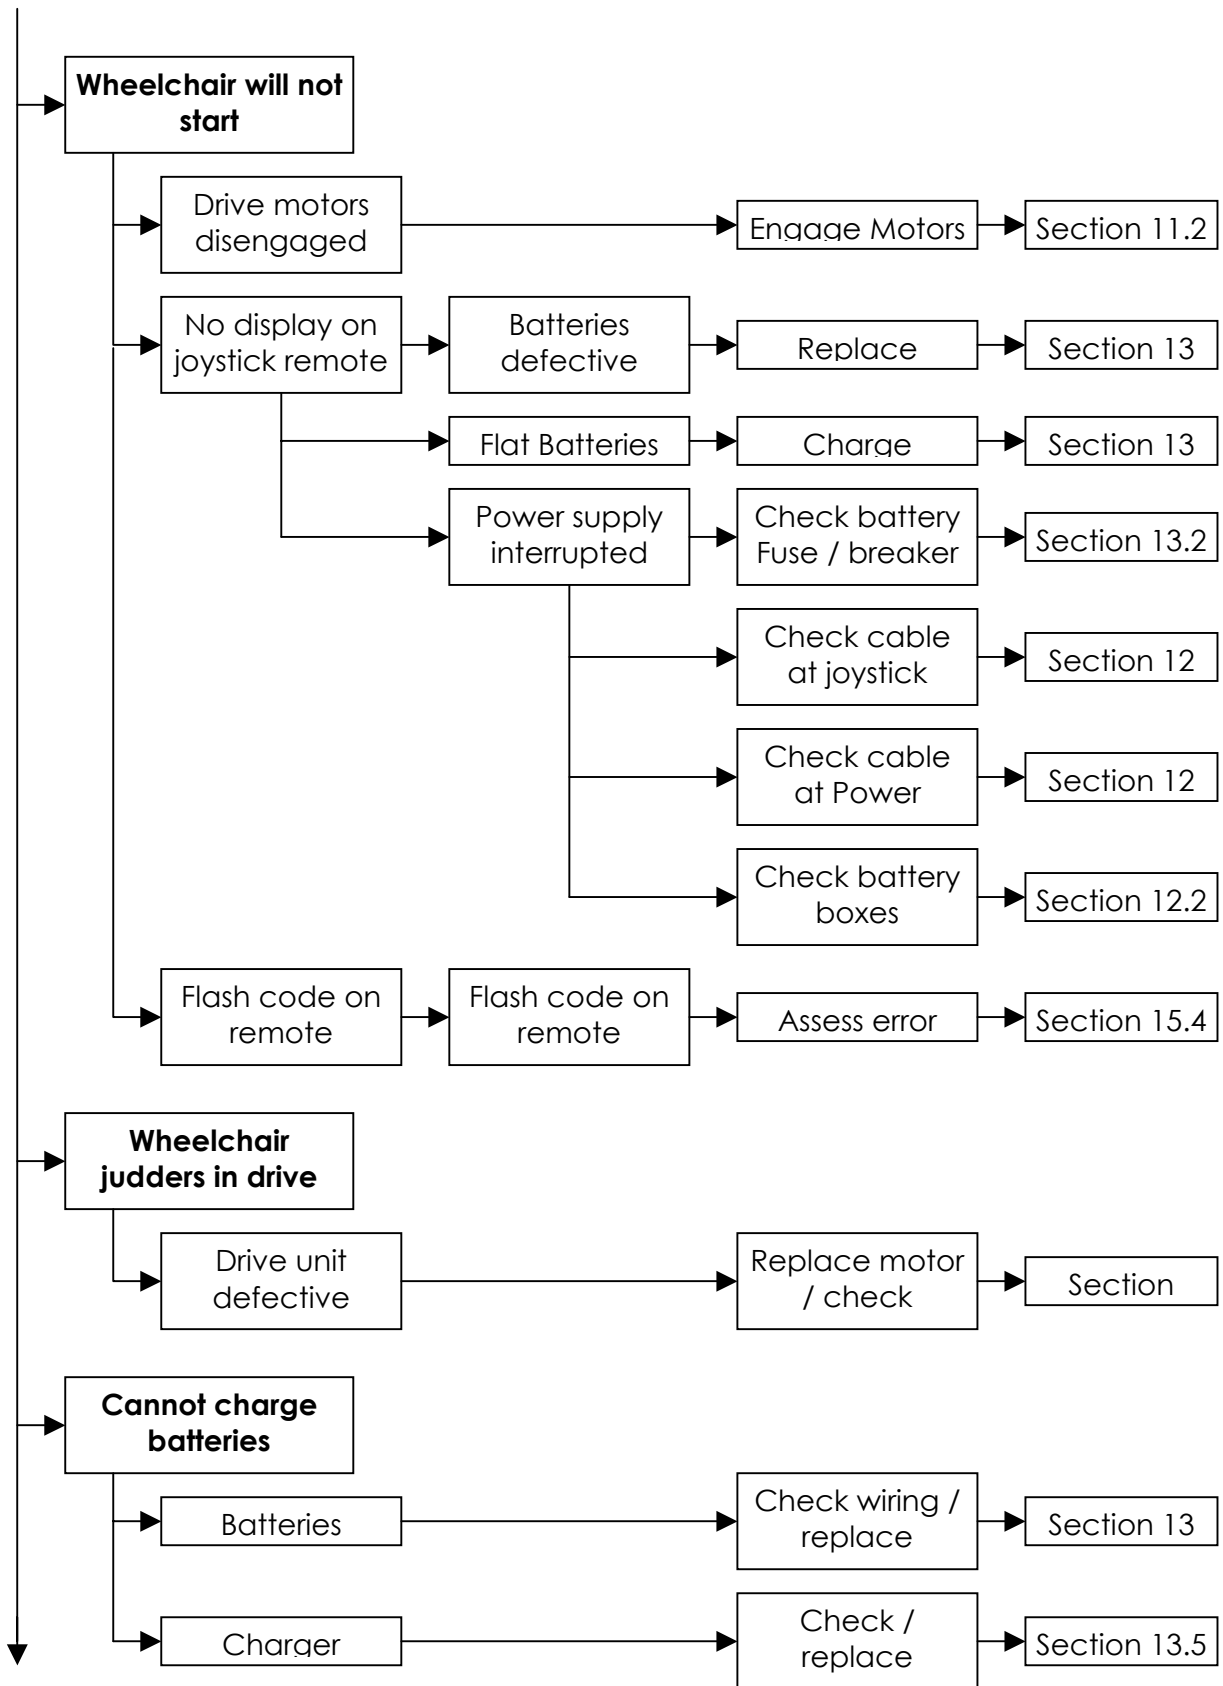 Wheelchair will not
start
Drive motors
disengaged
Engage Motors
Section 11.2
No display on
joystick remote
Batteries
defective
Replace
Section 13
Flat Batteries
Charge
Section 13
Power supply
interrupted
Check battery
Fuse / breaker
Section 13.2
Check cable
at joystick
Section 12
Check cable
at Power
Section 12
Check battery
boxes
Section 12.2
Flash code on
remote
Flash code on
remote
Assess error
Section 15.4
Wheelchair
judders in drive
Drive unit
defective
Replace motor
/ check
Section
Cannot charge
batteries
Batteries
Check wiring /
replace
Section 13
Charger
Check /
replace
Section 13.5